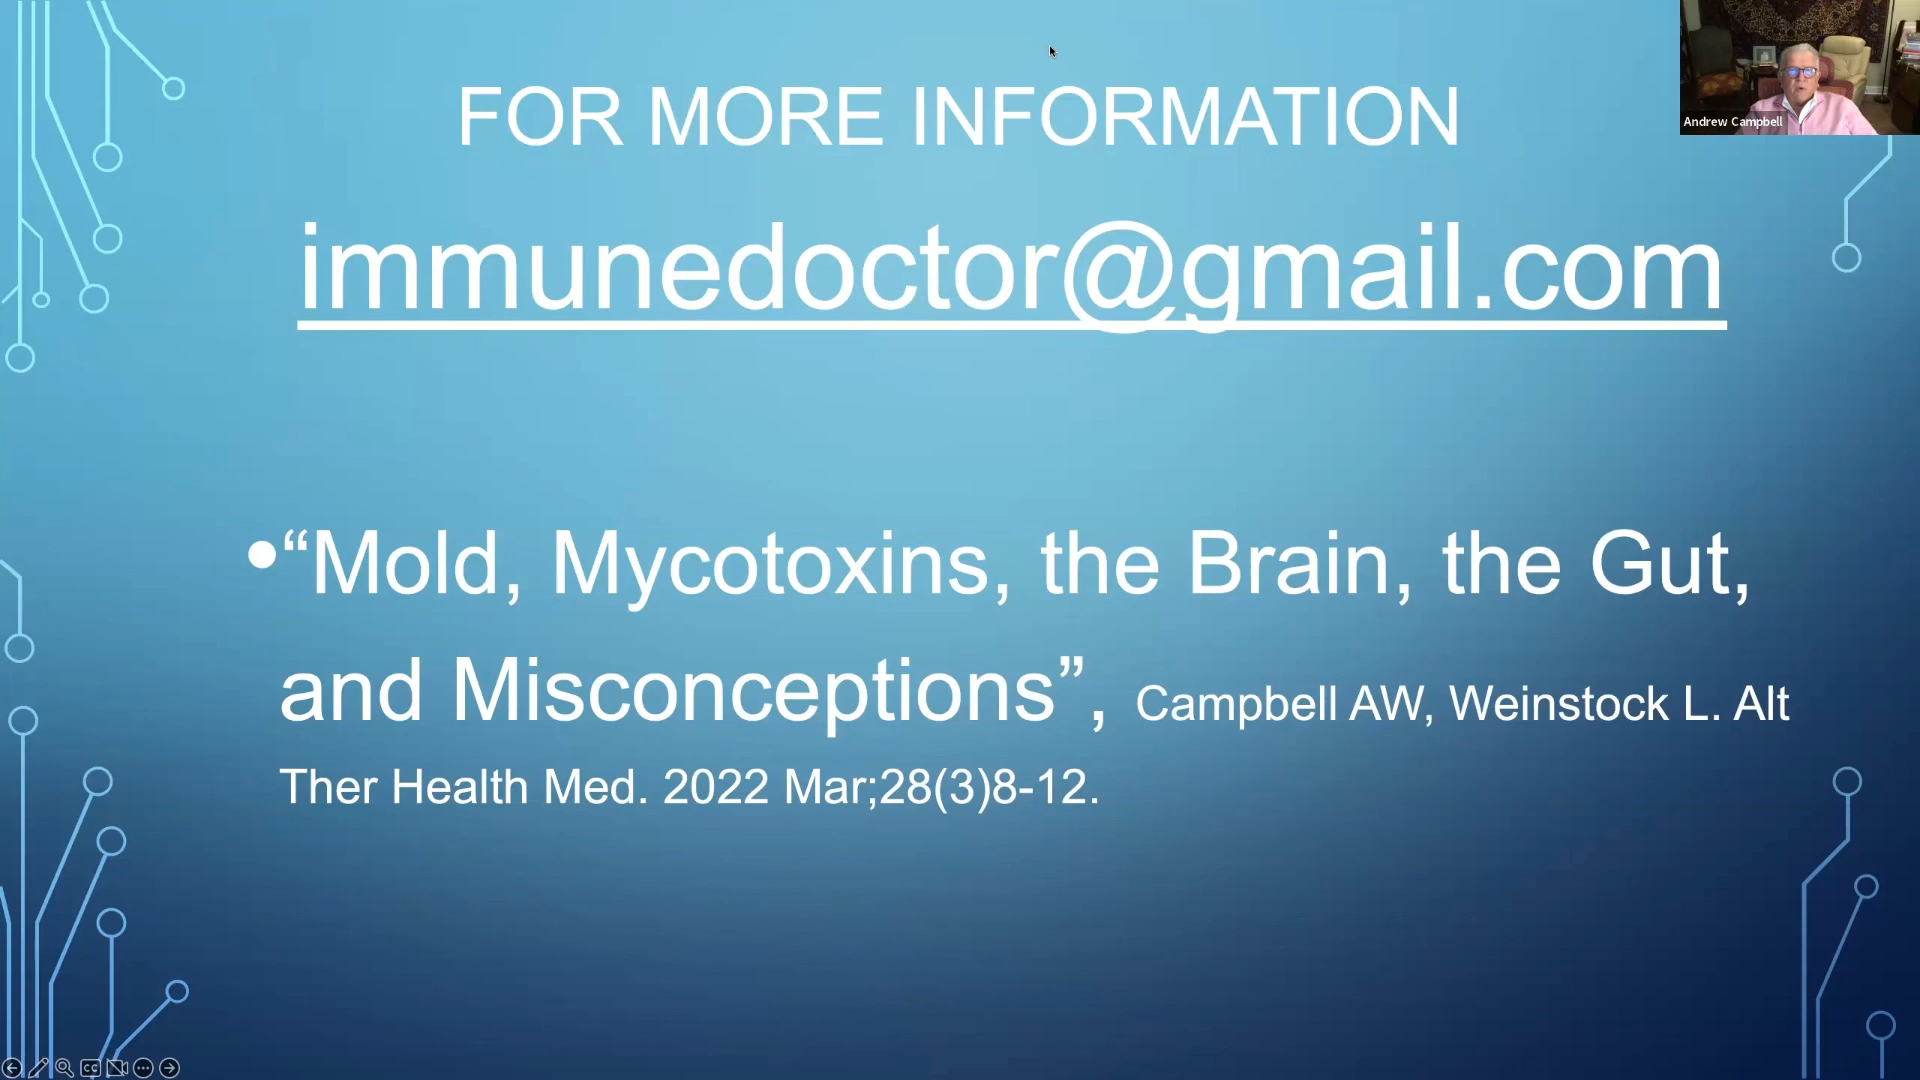 FOR MORE INFORMATION
Andrew Campbell
immunedoctor@gmail.com
•“Mold, Mycotoxins, the Brain, the Gut,
and Misconceptions”, Campbell AW, Weinstock L. Alt
Ther Health Med. 2022 Mar;28(3)8-12.
CC